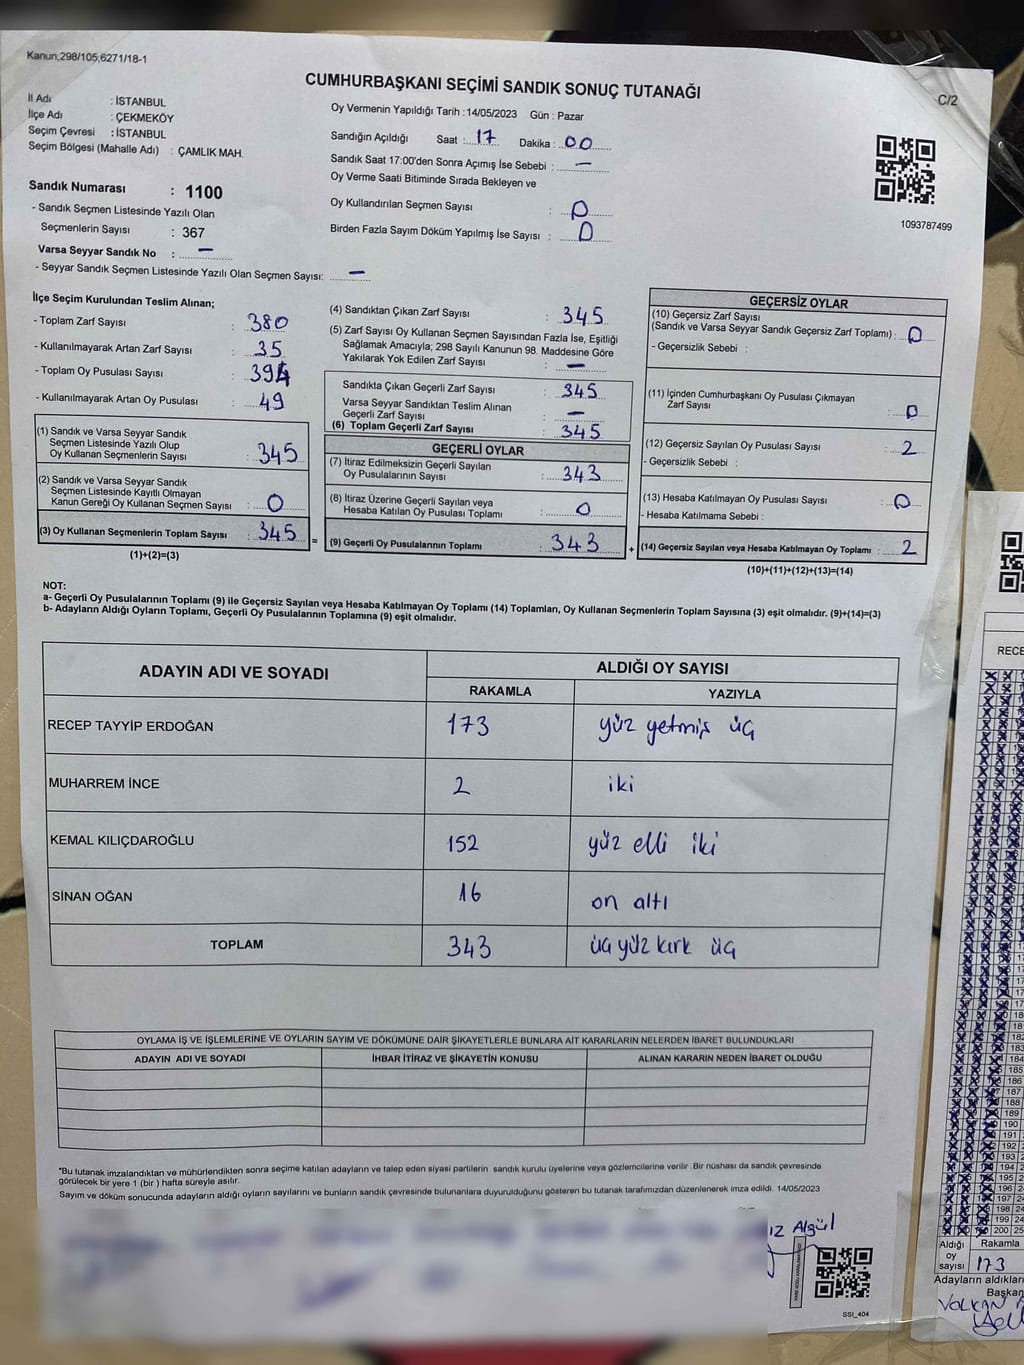 Kanun;298/105;6271/18-1
CUMHURBAŞKANI SEÇİMİ SANDIK SONUÇ TUTANAĞI
C/2
İl Adı : İSTANBUL
İlçe Adı : ÇEKMEKÖY
Seçim Çevresi : İSTANBUL
Seçim Bölgesi (Mahalle Adı) : ÇAMLIK MAH.
Sandık Numarası : 1100
- Sandık Seçmen Listesinde Yazılı Olan
Seçmenlerin Sayısı : 367
Varsa Seyyar Sandık No : —
- Seyyar Sandık Seçmen Listesinde Yazılı Olan Seçmen Sayısı: —
Oy Vermenin Yapıldığı Tarih : 14/05/2023 Gün : Pazar
Sandığın Açıldığı Saat : 17 Dakika : 00
Sandık Saat 17:00'den Sonra Açımış İse Sebebi : —
Oy Verme Saati Bitiminde Sırada Bekleyen ve
Oy Kullandırılan Seçmen Sayısı : 0
Birden Fazla Sayım Döküm Yapılmış İse Sayısı : 0
1093787499
İlçe Seçim Kurulundan Teslim Alınan;
- Toplam Zarf Sayısı : 380
- Kullanılmayarak Artan Zarf Sayısı : 35
- Toplam Oy Pusulası Sayısı : 394
- Kullanılmayarak Artan Oy Pusulası : 49
(1) Sandık ve Varsa Seyyar Sandık
Seçmen Listesinde Yazılı Olup
Oy Kullanan Seçmenlerin Sayısı : 345
(2) Sandık ve Varsa Seyyar Sandık
Seçmen Listesinde Kayıtlı Olmayan
Kanun Gereği Oy Kullanan Seçmen Sayısı : 0
(3) Oy Kullanan Seçmenlerin Toplam Sayısı : 345
(1)+(2)=(3)
=
(4) Sandıktan Çıkan Zarf Sayısı : 345
(5) Zarf Sayısı Oy Kullanan Seçmen Sayısından Fazla İse, Eşitliği
Sağlamak Amacıyla; 298 Sayılı Kanunun 98. Maddesine Göre
Yakılarak Yok Edilen Zarf Sayısı : —
Sandıkta Çıkan Geçerli Zarf Sayısı : 345
Varsa Seyyar Sandıktan Teslim Alınan
Geçerli Zarf Sayısı : —
(6) Toplam Geçerli Zarf Sayısı : 345
GEÇERLİ OYLAR
(7) İtiraz Edilmeksizin Geçerli Sayılan
Oy Pusulalarının Sayısı : 343
(8) İtiraz Üzerine Geçerli Sayılan veya
Hesaba Katılan Oy Pusulası Toplamı : 0
(9) Geçerli Oy Pusulalarının Toplamı : 343
+
GEÇERSİZ OYLAR
(10) Geçersiz Zarf Sayısı
(Sandık ve Varsa Seyyar Sandık Geçersiz Zarf Toplamı) : 0
- Geçersizlik Sebebi :
(11) İçinden Cumhurbaşkanı Oy Pusulası Çıkmayan
Zarf Sayısı : 0
(12) Geçersiz Sayılan Oy Pusulası Sayısı : 2
- Geçersizlik Sebebi :
(13) Hesaba Katılmayan Oy Pusulası Sayısı : 0
- Hesaba Katılmama Sebebi :
(14) Geçersiz Sayılan veya Hesaba Katılmayan Oy Toplamı : 2
(10)+(11)+(12)+(13)=(14)
NOT:
a- Geçerli Oy Pusulalarının Toplamı (9) ile Geçersiz Sayılan veya Hesaba Katılmayan Oy Toplamı (14) Toplamları, Oy Kullanan Seçmenlerin Toplam Sayısına (3) eşit olmalıdır. (9)+(14)=(3)
b- Adayların Aldığı Oyların Toplamı, Geçerli Oy Pusulalarının Toplamına (9) eşit olmalıdır.
ADAYIN ADI VE SOYADI
ALDIĞI OY SAYISI
RAKAMLA YAZIYLA
RECEP TAYYİP ERDOĞAN 173 yüz yetmiş üç
MUHARREM İNCE 2 iki
KEMAL KILIÇDAROĞLU 152 yüz elli iki
SİNAN OĞAN 16 on altı
TOPLAM 343 üç yüz kırk üç
OYLAMA İŞ VE İŞLEMLERİNE VE OYLARIN SAYIM VE DÖKÜMÜNE DAİR ŞİKAYETLERLE BUNLARA AİT KARARLARIN NELERDEN İBARET BULUNDUKLARI
ADAYIN ADI VE SOYADI İHBAR İTİRAZ VE ŞİKAYETİN KONUSU ALINAN KARARIN NEDEN İBARET OLDUĞU
*Bu tutanak imzalandıktan ve mühürlendikten sonra seçime katılan adayların ve talep eden siyasi partilerin sandık kurulu üyelerine veya gözlemcilerine verilir .Bir nüshası da sandık çevresinde
görülecek bir yere 1 (bir ) hafta süreyle asılır.
Sayım ve döküm sonucunda adayların aldığı oyların sayılarını ve bunların sandık çevresinde bulunanlara duyurulduğunu gösteren bu tutanak tarafımızdan düzenlenerek imza edildi. 14/05/2023
ız Algül
SSI_404
RECE
184
185
186
188
189
190
191
192
193
194
195
196
197
198
199
200
Aldığı
oy
sayısı
Rakamla
173
Adayların aldıkları
Başkan
VOLKAN